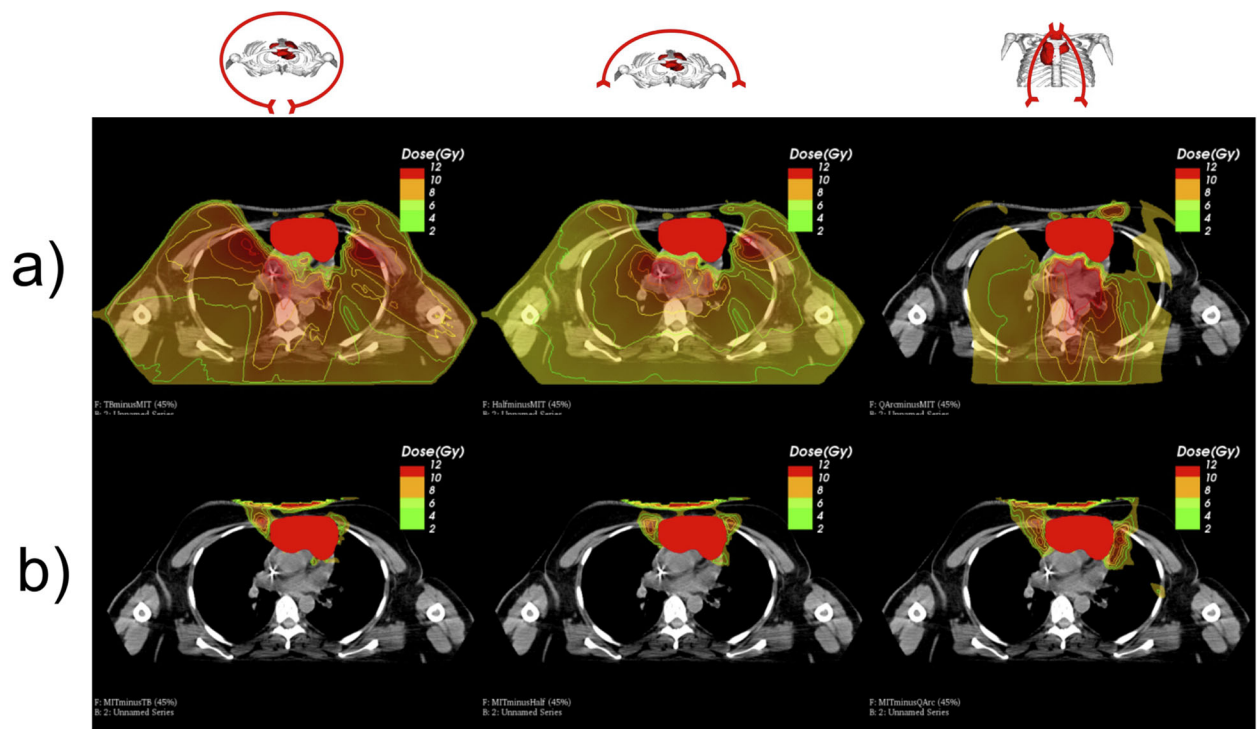 a)
Dose(Gy)
12
10
8
6
4
2
F: TBminusMIT (45%)
B: 2: Unnamed Series
Dose(Gy)
12
10
8
6
4
2
F: HalfminusMIT (45%)
B: 2: Unnamed Series
Dose(Gy)
12
10
8
6
4
2
F: QArcminusMIT (45%)
B: 2: Unnamed Series
b)
Dose(Gy)
12
10
8
6
4
2
F: MITminusTB (45%)
B: 2: Unnamed Series
Dose(Gy)
12
10
8
6
4
2
F: MITminusHalf (45%)
B: 2: Unnamed Series
Dose(Gy)
12
10
8
6
4
2
F: MITminusQArc (45%)
B: 2: Unnamed Series